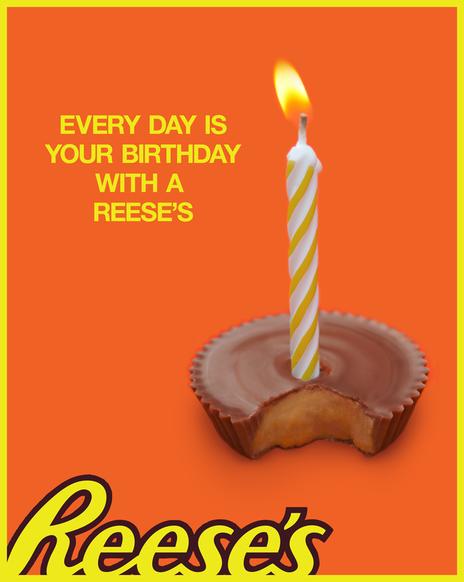 EVERY DAY IS
YOUR BIRTHDAY
WITH A
REESE'S
Reese's